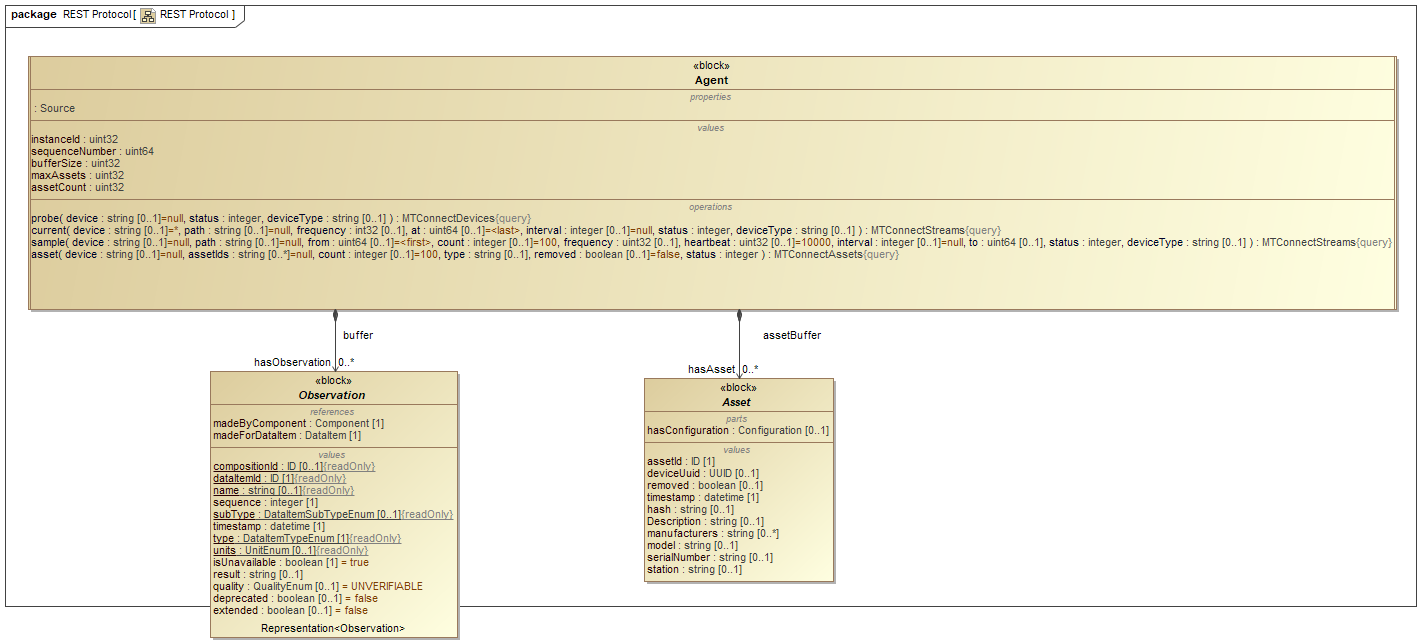 package REST Protocol[ REST Protocol ]
«block»
Agent
properties
: Source
values
instanceId : uint32
sequenceNumber : uint64
bufferSize : uint32
maxAssets : uint32
assetCount : uint32
operations
probe( device : string [0..1]=null, status : integer, deviceType : string [0..1] ) : MTConnectDevices{query}
current( device : string [0..1]=*, path : string [0..1]=null, frequency : int32 [0..1], at : uint64 [0..1]=<last>, interval : integer [0..1]=null, status : integer, deviceType : string [0..1] ) : MTConnectStreams{query}
sample( device : string [0..1]=null, path : string [0..1]=null, from : uint64 [0..1]=<first>, count : integer [0..1]=100, frequency : uint32 [0..1], heartbeat : uint32 [0..1]=10000, interval : integer [0..1]=null, to : uint64 [0..1], status : integer, deviceType : string [0..1] ) : MTConnectStreams{query}
asset( device : string [0..1]=null, assetIds : string [0..*]=null, count : integer [0..1]=100, type : string [0..1], removed : boolean [0..1]=false, status : integer ) : MTConnectAssets{query}
buffer
hasObservation 0..*
«block»
Observation
references
madeByComponent : Component [1]
madeForDataItem : DataItem [1]
values
compositionId : ID [0..1]{readOnly}
dataItemId : ID [1]{readOnly}
name : string [0..1]{readOnly}
sequence : integer [1]
subType : DataItemSubTypeEnum [0..1]{readOnly}
timestamp : datetime [1]
type : DataItemTypeEnum [1]{readOnly}
units : UnitEnum [0..1]{readOnly}
isUnavailable : boolean [1] = true
result : string [0..1]
quality : QualityEnum [0..1] = UNVERIFIABLE
deprecated : boolean [0..1] = false
extended : boolean [0..1] = false
Representation<Observation>
assetBuffer
hasAsset 0..*
«block»
Asset
parts
hasConfiguration : Configuration [0..1]
values
assetId : ID [1]
deviceUuid : UUID [0..1]
removed : boolean [0..1]
timestamp : datetime [1]
hash : string [0..1]
Description : string [0..1]
manufacturers : string [0..*]
model : string [0..1]
serialNumber : string [0..1]
station : string [0..1]